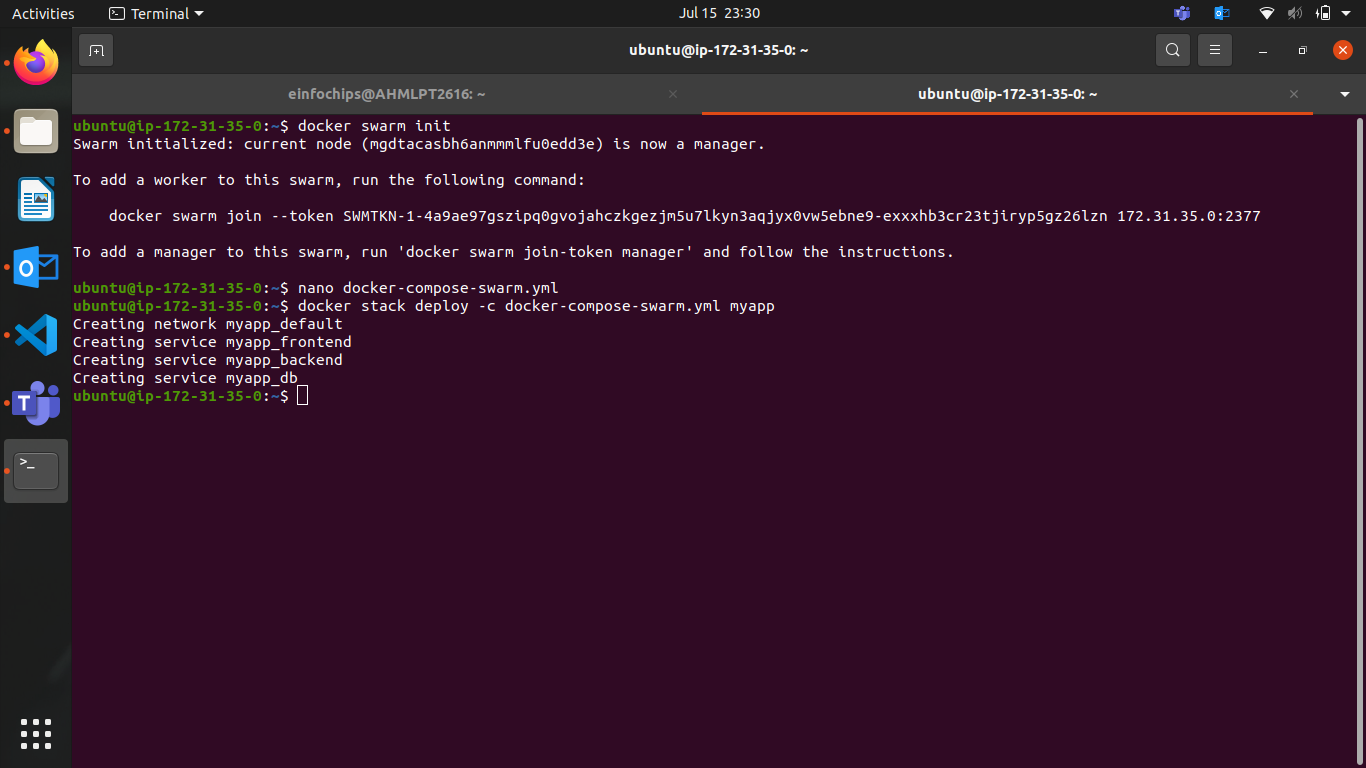 Activities
Terminal
Jul 15 23:30
ubuntu@ip-172-31-35-0: ~
einfochips@AHMLPT2616: ~
ubuntu@ip-172-31-35-0: ~
ubuntu@ip-172-31-35-0:~$ docker swarm init
Swarm initialized: current node (mgdtacasbh6anmmmlfu0edd3e) is now a manager.
To add a worker to this swarm, run the following command:
docker swarm join --token SWMTKN-1-4a9ae97gszipq0gvojahczkgezjm5u7lkyn3aqjyx0vw5ebne9-exxxhb3cr23tjiryp5gz26lzn 172.31.35.0:2377
To add a manager to this swarm, run 'docker swarm join-token manager' and follow the instructions.
ubuntu@ip-172-31-35-0:~$ nano docker-compose-swarm.yml
ubuntu@ip-172-31-35-0:~$ docker stack deploy -c docker-compose-swarm.yml myapp
Creating network myapp_default
Creating service myapp_frontend
Creating service myapp_backend
Creating service myapp_db
ubuntu@ip-172-31-35-0:~$